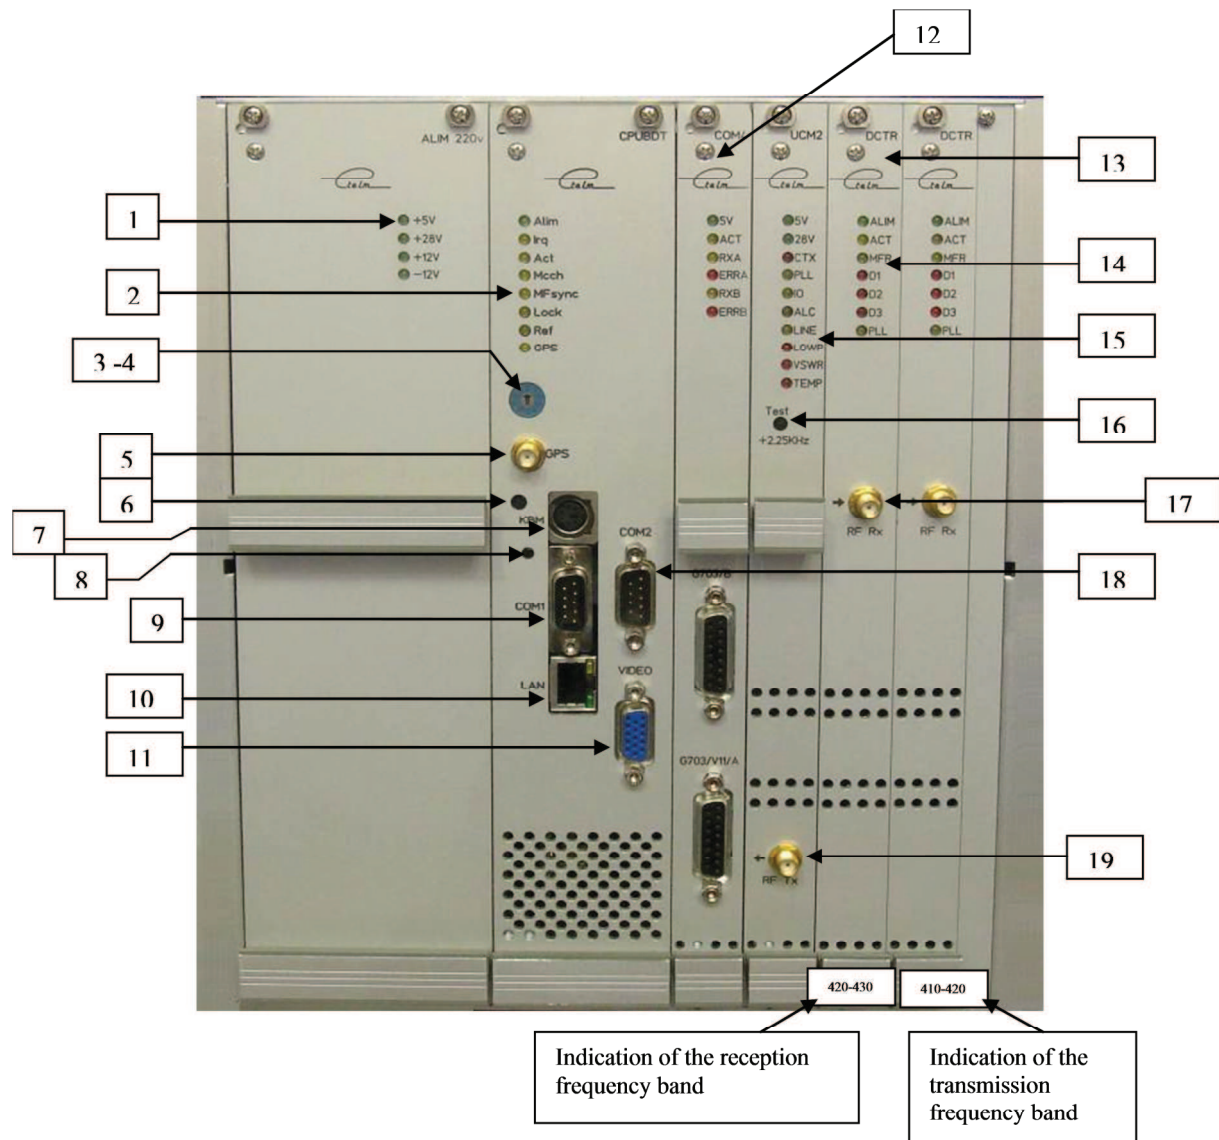 12
ALIM 220v
CPUBDT
COM/
UCM2
DCTR
DCTR
13
1
+5V
+28V
+12V
-12V
Alim
Irq
Act
Mcch
MFsync
Lock
Ref
GPS
5V
ACT
RXA
ERRA
RXB
ERRB
5V
28V
CTX
PLL
IO
ALC
LINE
LOWP
VSWR
TEMP
ALIM
ACT
MFR
D1
D2
D3
PLL
ALIM
ACT
MFR
D1
D2
D3
PLL
14
2
15
3 -4
Test
+2.25KHz
16
5
GPS
6
17
RF Rx
RF Rx
7
KBM
COM2
8
18
G703/B
9
COM1
10
LAN
VIDEO
11
G703/V11/A
19
RF Tx
420-430
410-420
Indication of the reception
frequency band
Indication of the
transmission
frequency band